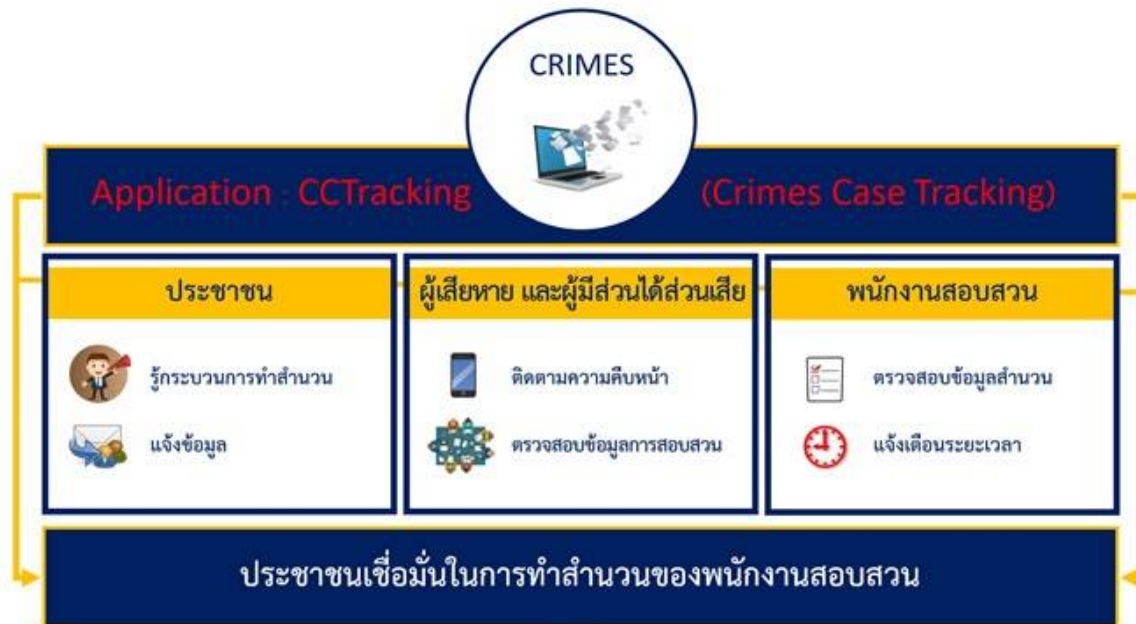 CRIMES
Application : CCTracking (Crimes Case Tracking)
ประชาชน
รู้กระบวนการทำสำนวน
แจ้งข้อมูล
ผู้เสียหาย และผู้มีส่วนได้ส่วนเสีย
ติดตามความคืบหน้า
ตรวจสอบข้อมูลการสอบสวน
พนักงานสอบสวน
ตรวจสอบข้อมูลสำนวน
แจ้งเตือนระยะเวลา
ประชาชนเชื่อมั่นในการทำสำนวนของพนักงานสอบสวน